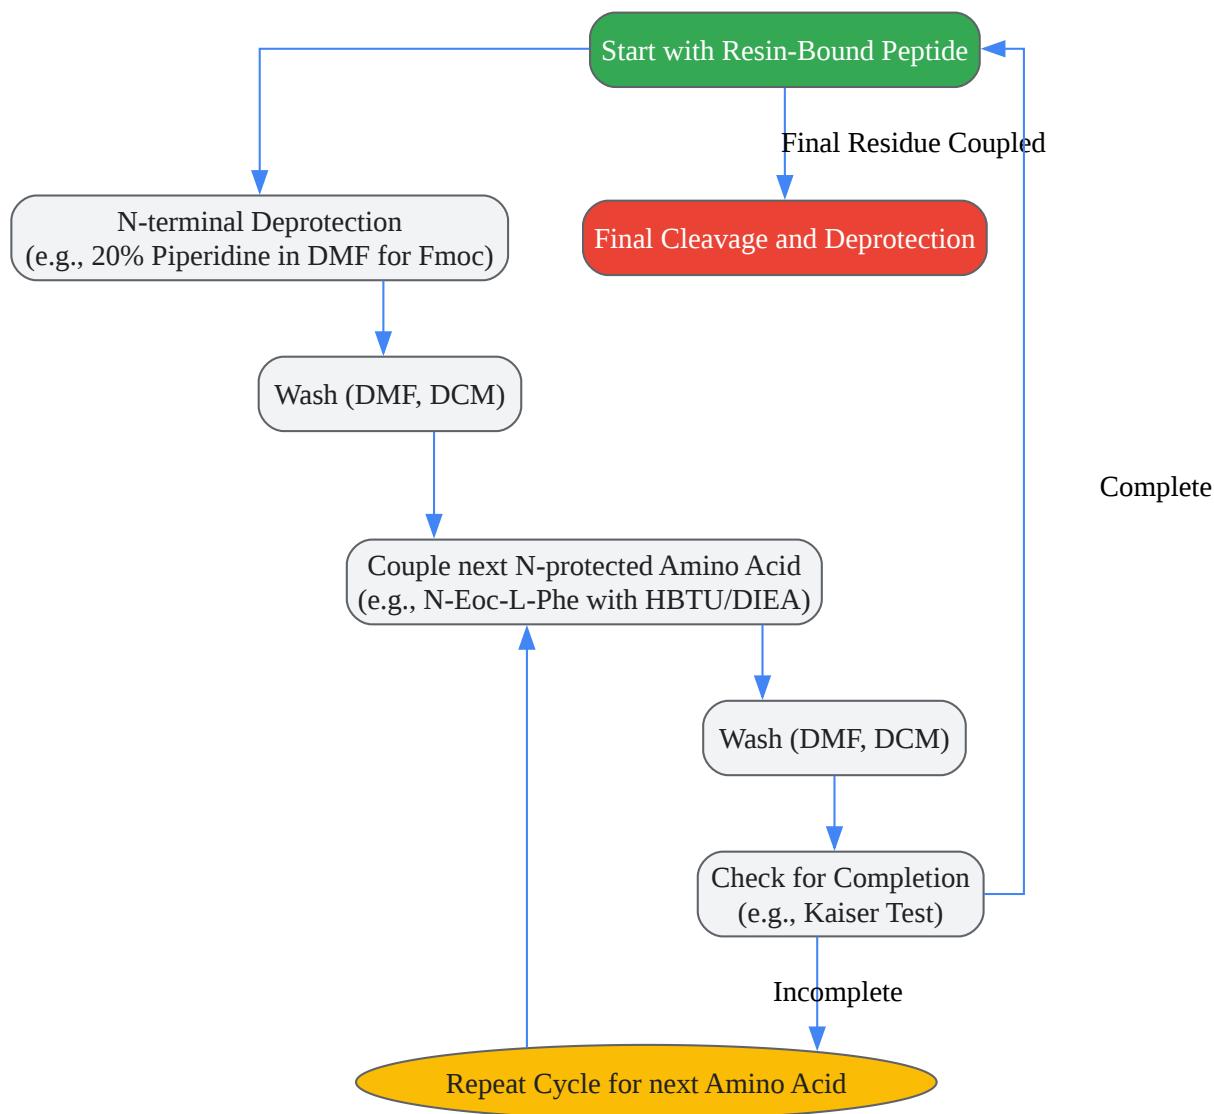 Start with Resin-Bound Peptide
Final Residue Coupled
N-terminal Deprotection
(e.g., 20% Piperidine in DMF for Fmoc)
Final Cleavage and Deprotection
Wash (DMF, DCM)
Complete
Couple next N-protected Amino Acid
(e.g., N-Eoc-L-Phe with HBTU/DIEA)
Wash (DMF, DCM)
Check for Completion
(e.g., Kaiser Test)
Incomplete
Repeat Cycle for next Amino Acid